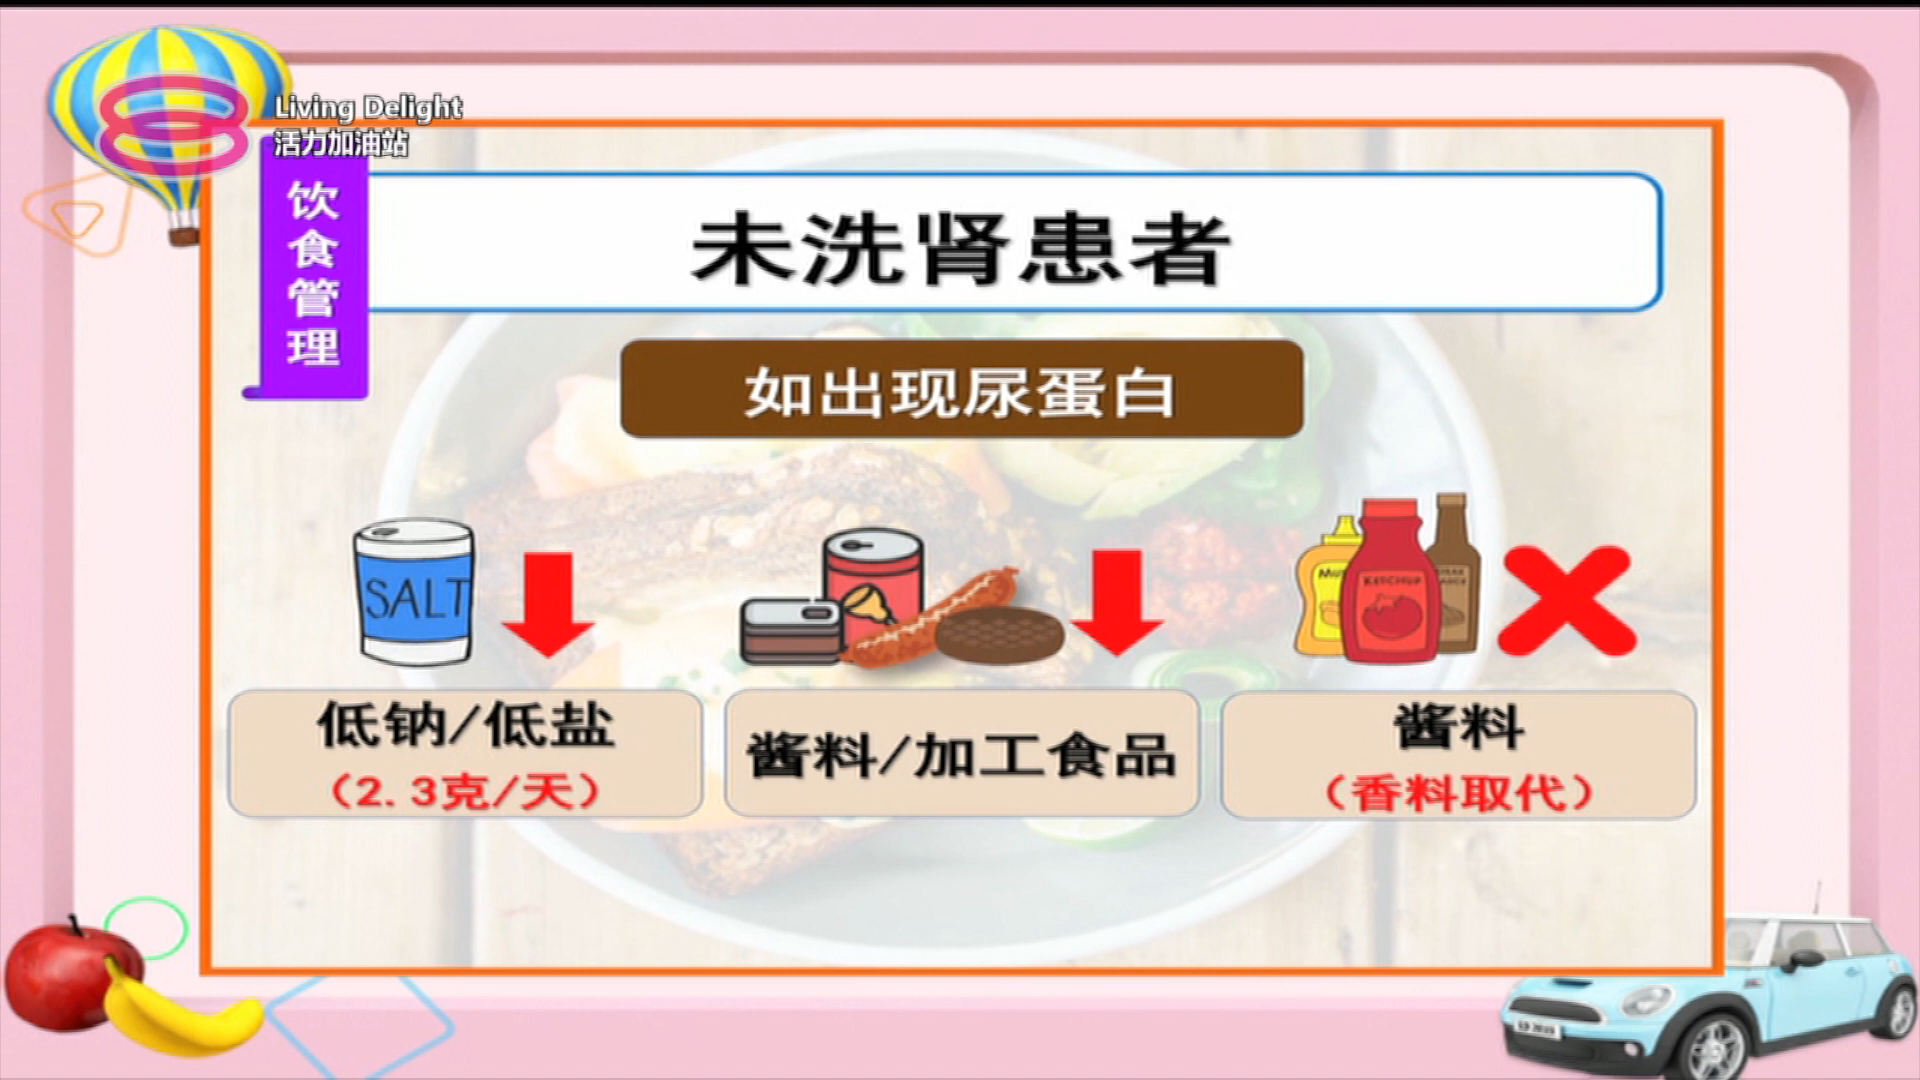 Living Delight
活力加油站
饮食管理
未洗肾患者
如出现尿蛋白
SALT
KETCHUP
低钠/低盐
（2.3克/天）
酱料/加工食品
酱料
（香料取代）